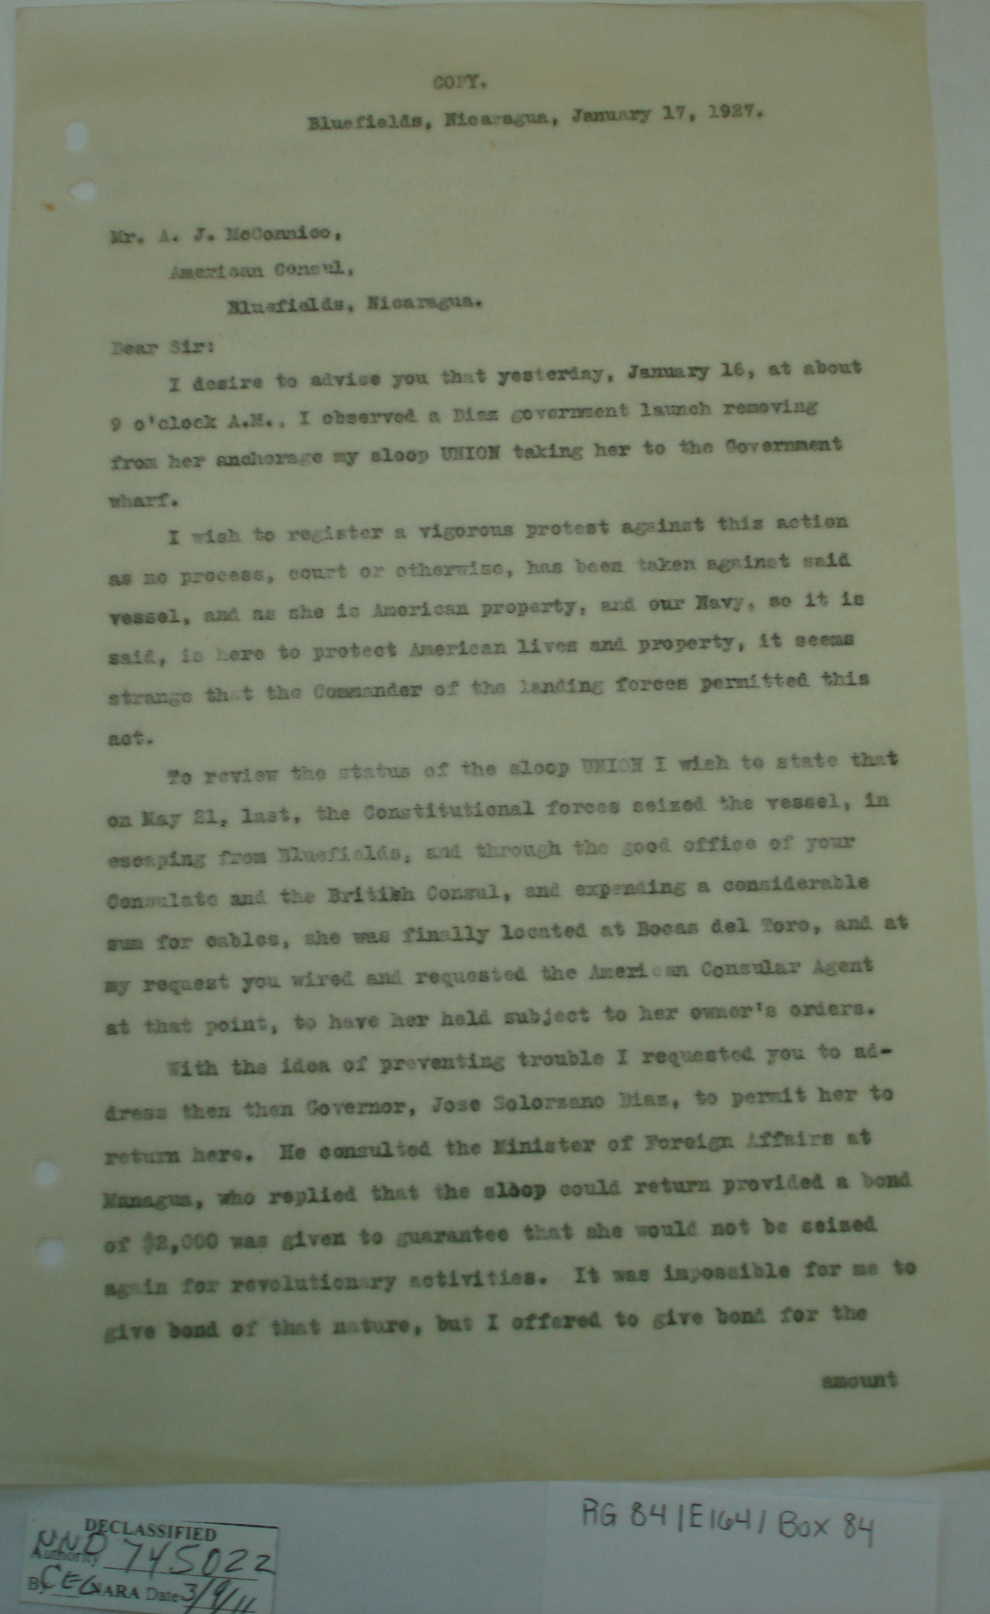 COPY.
Bluefields, Nicaragua, January 17, 1927.
Mr. A. J. McConnico,
American Consul,
Bluefields, Nicaragua.
Dear Sir:
I desire to advise you that yesterday, January 16, at about
9 o'clock A.M., I observed a Diaz government launch removing
from her anchorage my sloop UNION taking her to the Government
wharf.
I wish to register a vigorous protest against this action
as no process, court or otherwise, has been taken against said
vessel, and as she is American property, and our Navy, so it is
said, is here to protect American lives and property, it seems
strange that the Commander of the landing forces permitted this
act.
To review the status of the sloop UNION I wish to state that
on May 21, last, the Constitutional forces seized the vessel, in
escaping from Bluefields, and through the good office of your
Consulate and the British Consul, and expending a considerable
sum for cables, she was finally located at Bocas del Toro, and at
my request you wired and requested the American Consular Agent
at that point, to have her held subject to her owner's orders.
With the idea of preventing trouble I requested you to ad-
dress then then Governor, Jose Solorzano Diaz, to permit her to
return here. He consulted the Minister of Foreign Affairs at
Managua, who replied that the sloop could return provided a bond
of $2,000 was given to guarantee that she would not be seized
again for revolutionary activities. It was impossible for me to
give bond of that nature, but I offered to give bond for the
amount
DECLASSIFIED
Authority NND 745022
By CEG NARA Date 3/9/11
RG 84 | E164 | Box 84